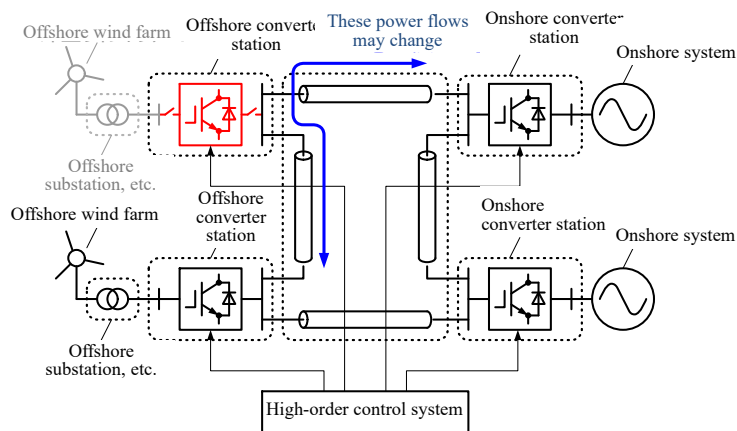 Offshore wind farm
Offshore converter
station
These power flows
may change
Onshore converter
station
Onshore system
Offshore
substation, etc.
Offshore wind farm
Offshore
converter
station
Onshore
converter station
Onshore system
Offshore
substation, etc.
High-order control system